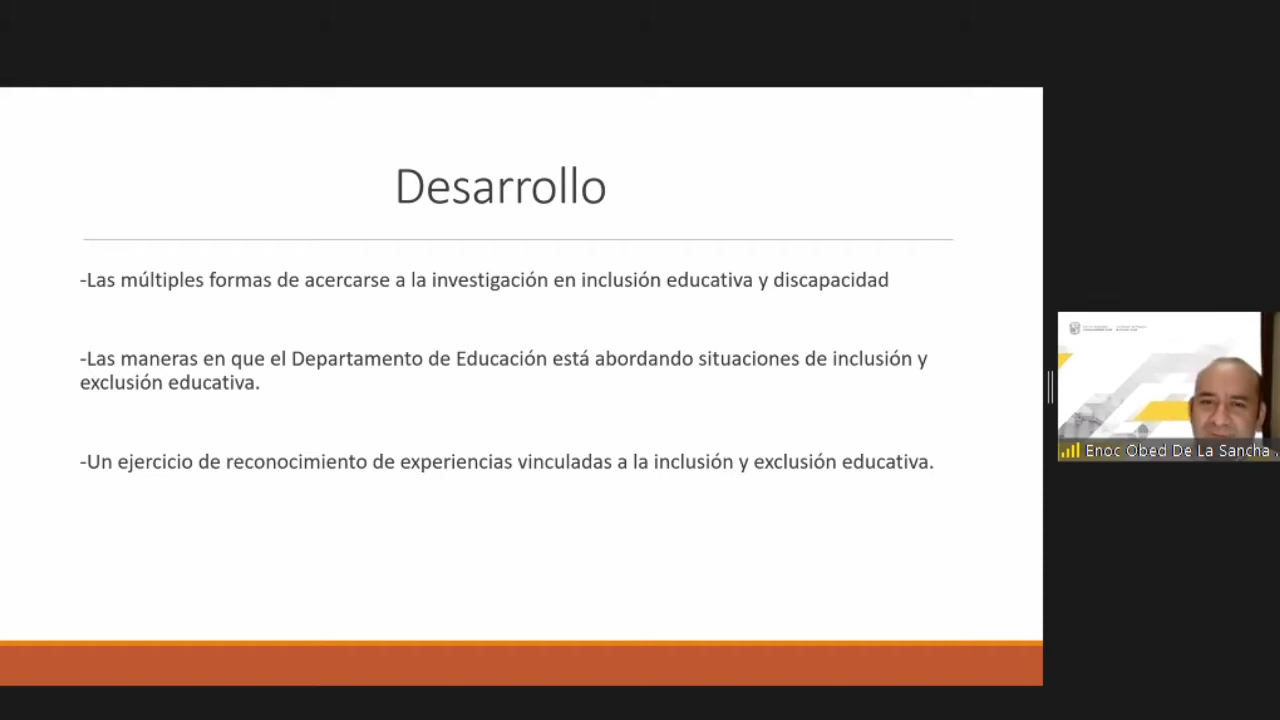 Desarrollo
-Las múltiples formas de acercarse a la investigación en inclusión educativa y discapacidad
-Las maneras en que el Departamento de Educación está abordando situaciones de inclusión y
exclusión educativa.
-Un ejercicio de reconocimiento de experiencias vinculadas a la inclusión y exclusión educativa.
Enoc Obed De La Sancha